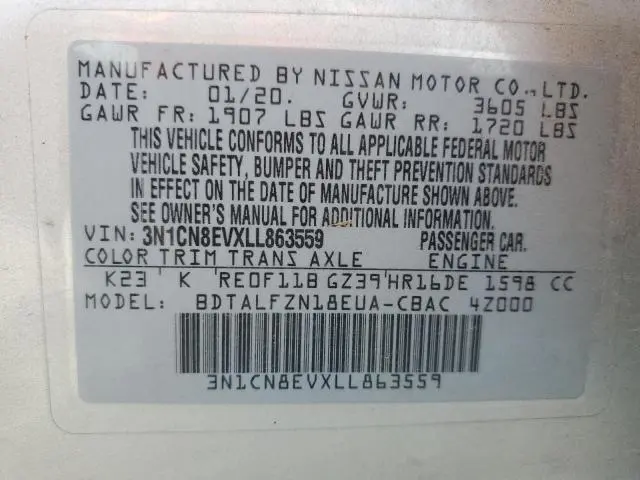 MANUFACTURED BY NISSAN MOTOR CO., LTD.
DATE: 01/20. GVWR: 3605 LBS
GAWR FR: 1907 LBS GAWR RR: 1720 LBS
THIS VEHICLE CONFORMS TO ALL APPLICABLE FEDERAL MOTOR
VEHICLE SAFETY, BUMPER AND THEFT PREVENTION STANDARDS
IN EFFECT ON THE DATE OF MANUFACTURE SHOWN ABOVE.
SEE OWNER'S MANUAL FOR ADDITIONAL INFORMATION.
VIN: 3N1CN8EVXLL863559 PASSENGER CAR.
COLOR TRIM TRANS AXLE ENGINE
K23 K RE0F11B GZ39 HR16DE 1598 CC
MODEL: BDTALFZN18EUA-CBAC 4Z000
3N1CN8EVXLL863559